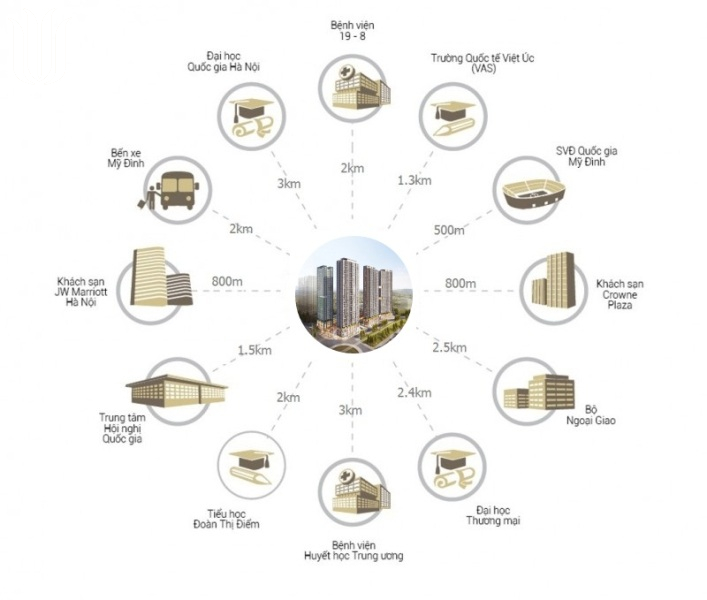 Bệnh viện
19 - 8
Trường Quốc tế Việt Úc
(VAS)
SVĐ Quốc gia
Mỹ Đình
Khách sạn
Crowne
Plaza
Bộ
Ngoại Giao
Đại học
Thương mại
Bệnh viện
Huyết học Trung ương
Tiểu học
Đoàn Thị Điểm
Trung tâm
Hội nghị
Quốc gia
Khách sạn
JW Marriott
Hà Nội
Bến xe
Mỹ Đình
Đại học
Quốc gia Hà Nội
2km
1.3km
500m
800m
2.5km
2.4km
3km
2km
1.5km
800m
2km
3km